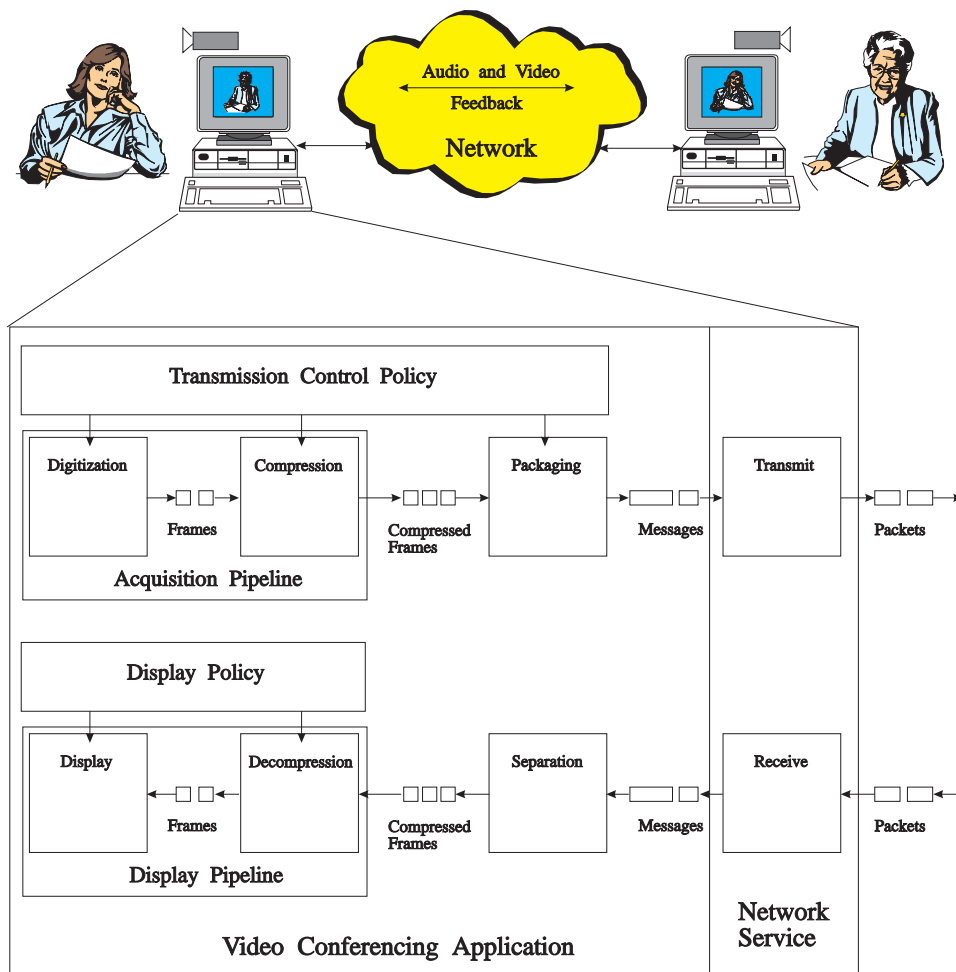 Audio and Video
Feedback
Network
Transmission Control Policy
Digitization
Compression
Packaging
Transmit
Frames
Compressed
Frames
Messages
Packets
Acquisition Pipeline
Display Policy
Display
Decompression
Separation
Receive
Frames
Compressed
Frames
Messages
Packets
Display Pipeline
Video Conferencing Application
Network
Service